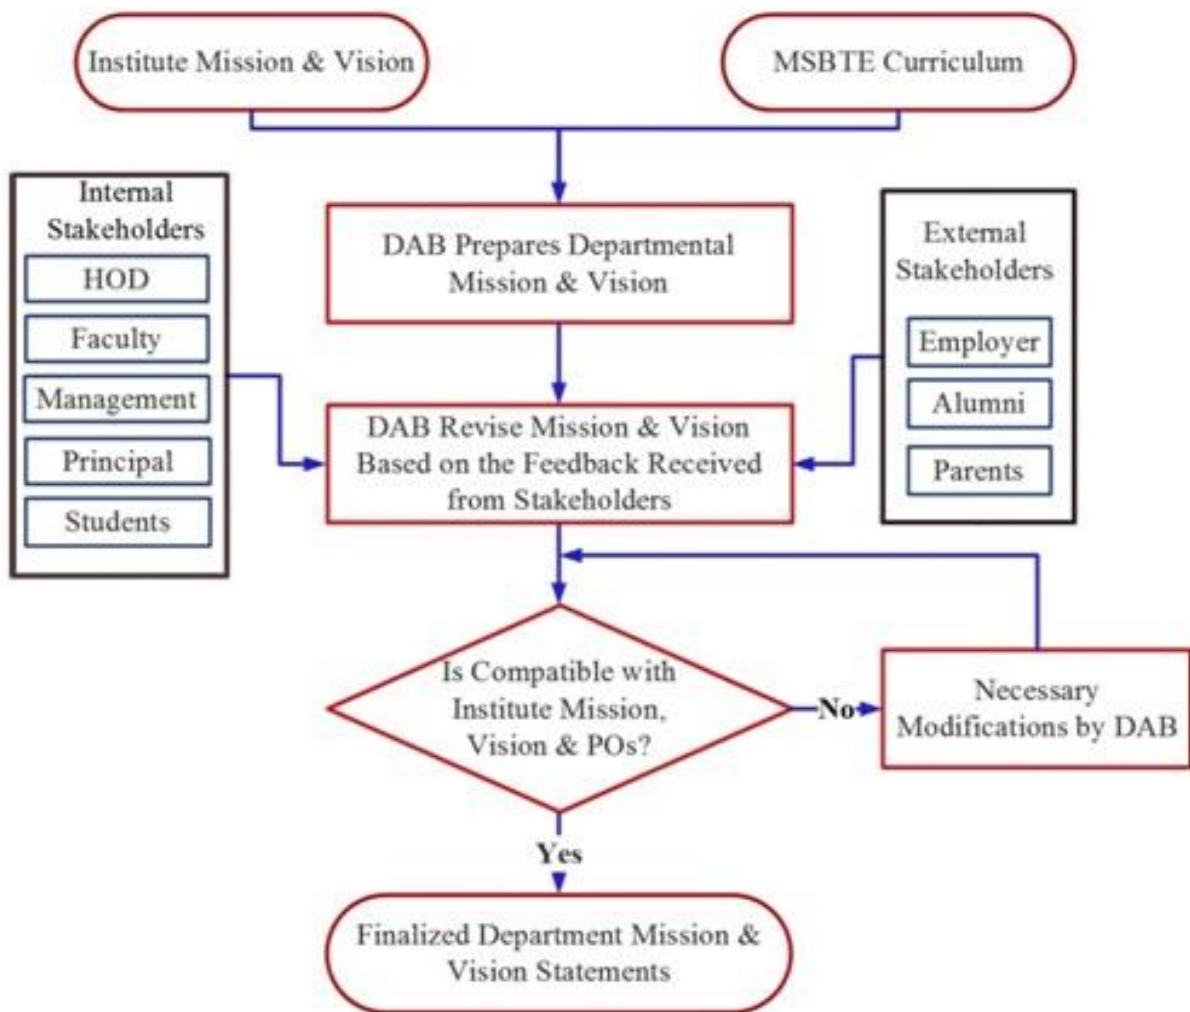 Institute Mission & Vision
MSBTE Curriculum
Internal
Stakeholders
HOD
Faculty
Management
Principal
Students
DAB Prepares Departmental
Mission & Vision
External
Stakeholders
Employer
Alumni
Parents
DAB Revise Mission & Vision
Based on the Feedback Received
from Stakeholders
Is Compatible with
Institute Mission,
Vision & POs?
No
Necessary
Modifications by DAB
Yes
Finalized Department Mission &
Vision Statements